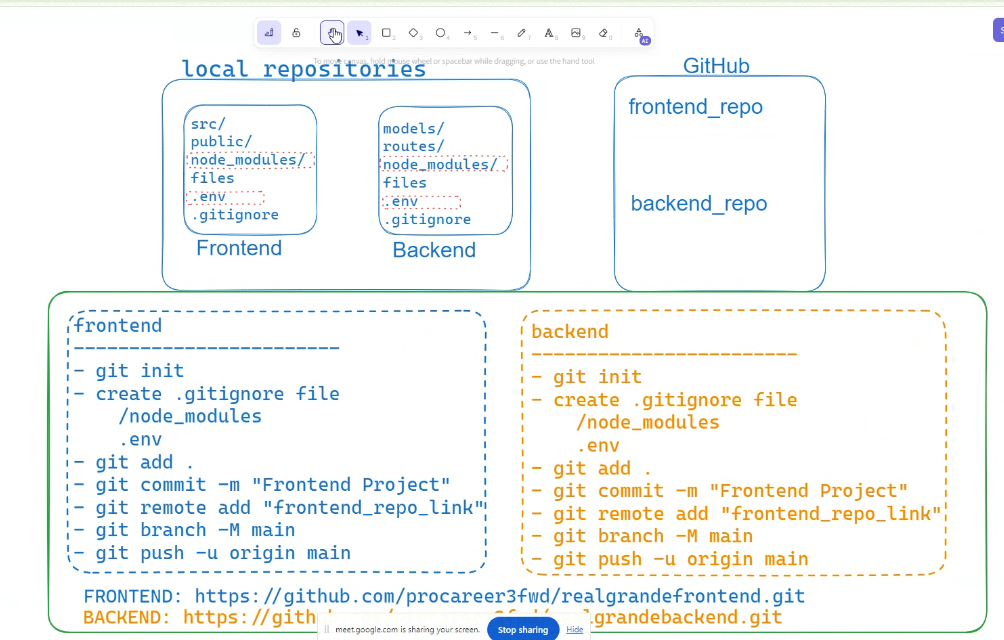 To move canvas, hold mouse wheel or spacebar while dragging, or use the hand tool
local repositories
GitHub
src/
public/
node_modules/
files
.env
.gitignore
Frontend
models/
routes/
node_modules/
files
.env
.gitignore
Backend
frontend_repo
backend_repo
frontend
------------------------
- git init
- create .gitignore file
/node_modules
.env
- git add .
- git commit -m "Frontend Project"
- git remote add "frontend_repo_link"
- git branch -M main
- git push -u origin main
backend
------------------------
- git init
- create .gitignore file
/node_modules
.env
- git add .
- git commit -m "Frontend Project"
- git remote add "frontend_repo_link"
- git branch -M main
- git push -u origin main
FRONTEND: https://github.com/procareer3fwd/realgrandefrontend.git
BACKEND: https://gith lgrandebackend.git
meet.google.com is sharing your screen. Stop sharing Hide